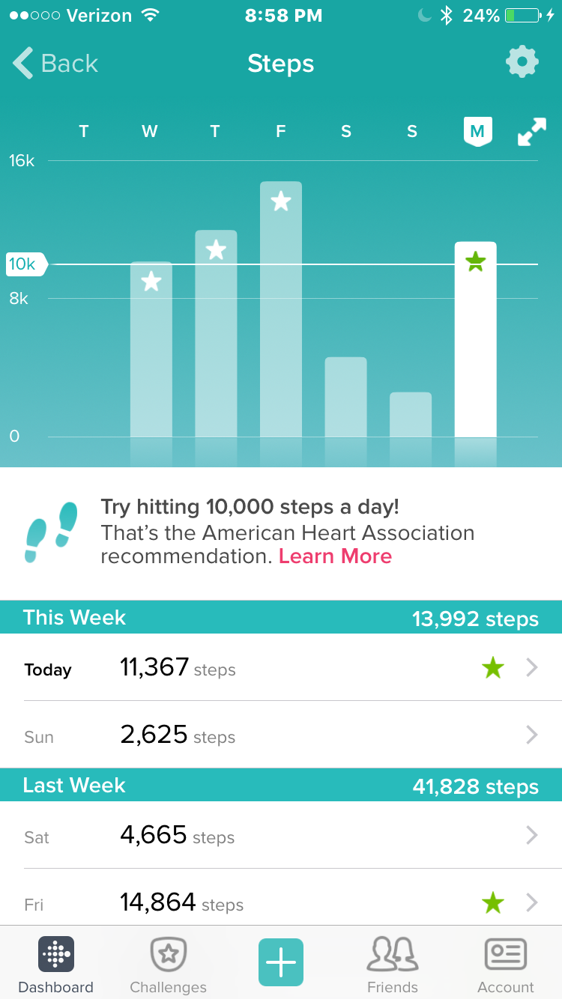 Verizon 8:58 PM 24%
Back Steps
T W T F S S M
16k
10k
8k
0
Try hitting 10,000 steps a day!
That’s the American Heart Association
recommendation. Learn More
This Week 13,992 steps
Today 11,367 steps
Sun 2,625 steps
Last Week 41,828 steps
Sat 4,665 steps
Fri 14,864 steps
Dashboard Challenges Friends Account